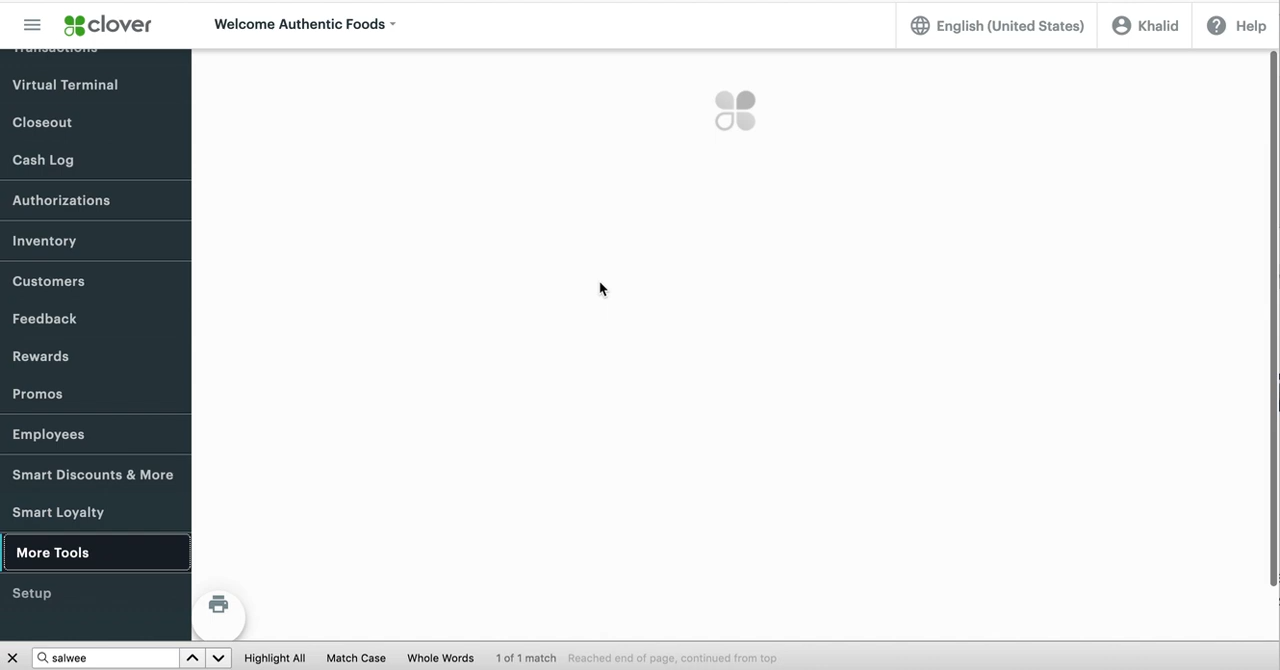 clover
Welcome Authentic Foods
English (United States)
Khalid
Help
Transactions
Virtual Terminal
Closeout
Cash Log
Authorizations
Inventory
Customers
Feedback
Rewards
Promos
Employees
Smart Discounts & More
Smart Loyalty
More Tools
Setup
salwee
Highlight All
Match Case
Whole Words
1 of 1 match
Reached end of page, continued from top